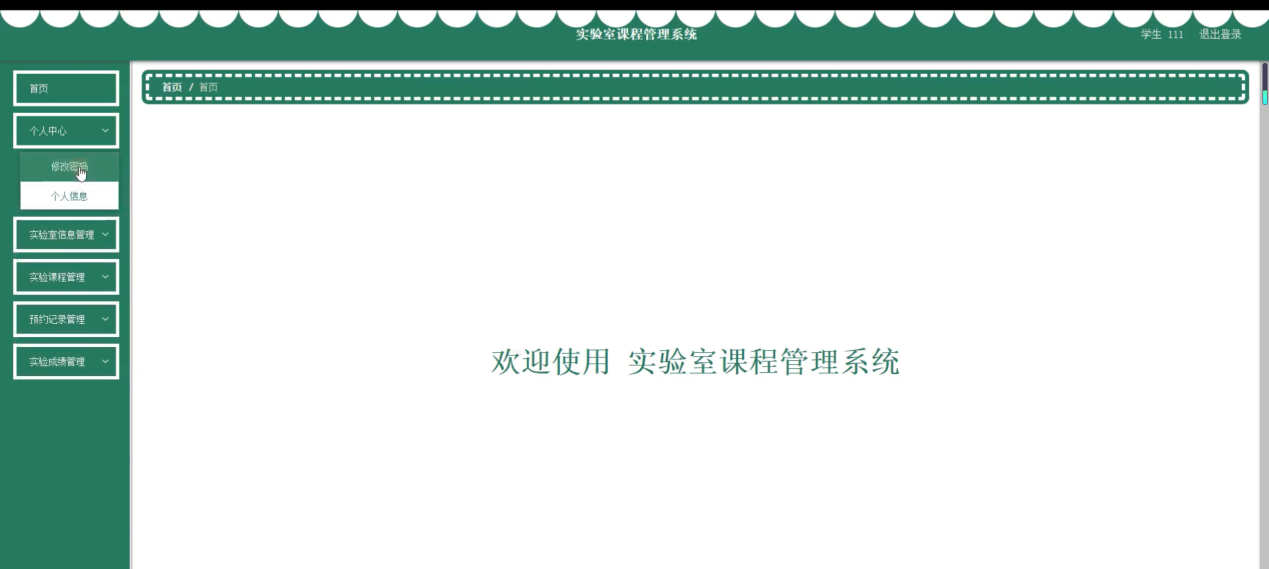 实验室课程管理系统
学生 111 退出登录
首页
首页 / 首页
个人中心
修改密码
个人信息
实验室信息管理
实验课程管理
预约记录管理
实验成绩管理
欢迎使用 实验室课程管理系统